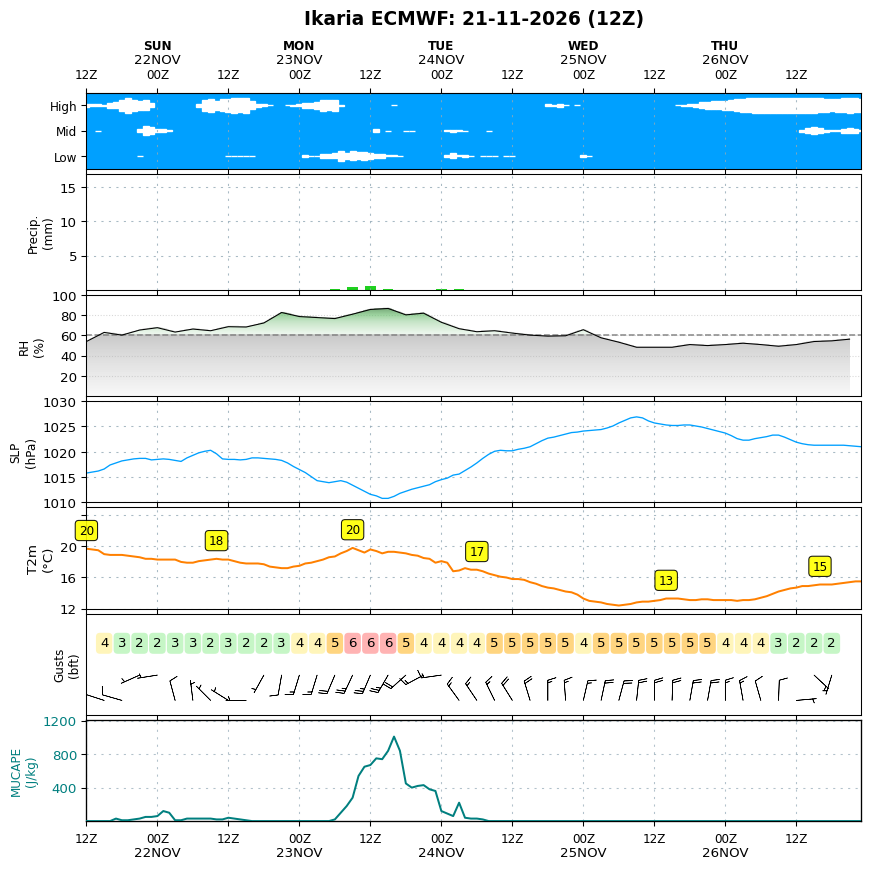 Ikaria ECMWF: 21-11-2026 (12Z)
SUN MON TUE WED THU
22NOV 23NOV 24NOV 25NOV 26NOV
12Z 00Z 12Z 00Z 12Z 00Z 12Z 00Z 12Z 00Z 12Z
High
Mid
Low
Precip.
(mm)
15
10
5
RH
(%)
100
80
60
40
20
SLP
(hPa)
1030
1025
1020
1015
1010
T2m
(°C)
20
16
12
20 18 20 17 13 15
Gusts
(bft)
4 3 2 2 3 3 2 3 2 2 3 4 4 5 6 6 6 5 4 4 4 4 5 5 5 5 5 4 5 5 5 5 5 5 5 4 4 4 3 2 2 2
MUCAPE
(J/kg)
1200
800
400
12Z 00Z 12Z 00Z 12Z 00Z 12Z 00Z 12Z 00Z 12Z
22NOV 23NOV 24NOV 25NOV 26NOV